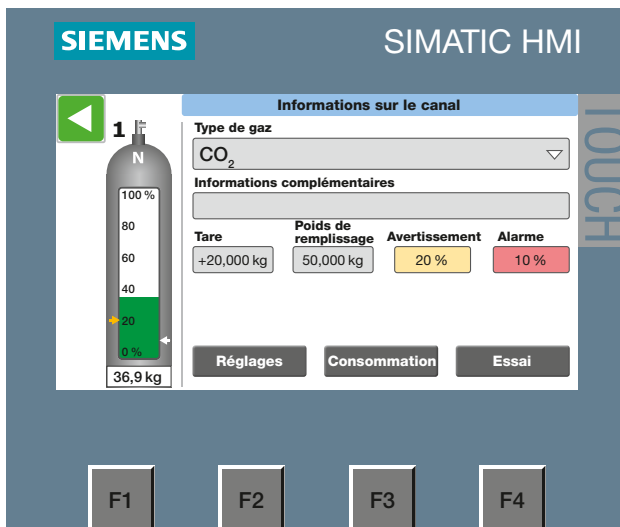 SIEMENS
SIMATIC HMI
TOUCH
Informations sur le canal
1
N
Type de gaz
CO₂
Informations complémentaires
100 %
80
60
40
20
0 %
36,9 kg
Tare
Poids de
remplissage
Avertissement
Alarme
+20,000 kg
50,000 kg
20 %
10 %
Réglages
Consommation
Essai
F1
F2
F3
F4